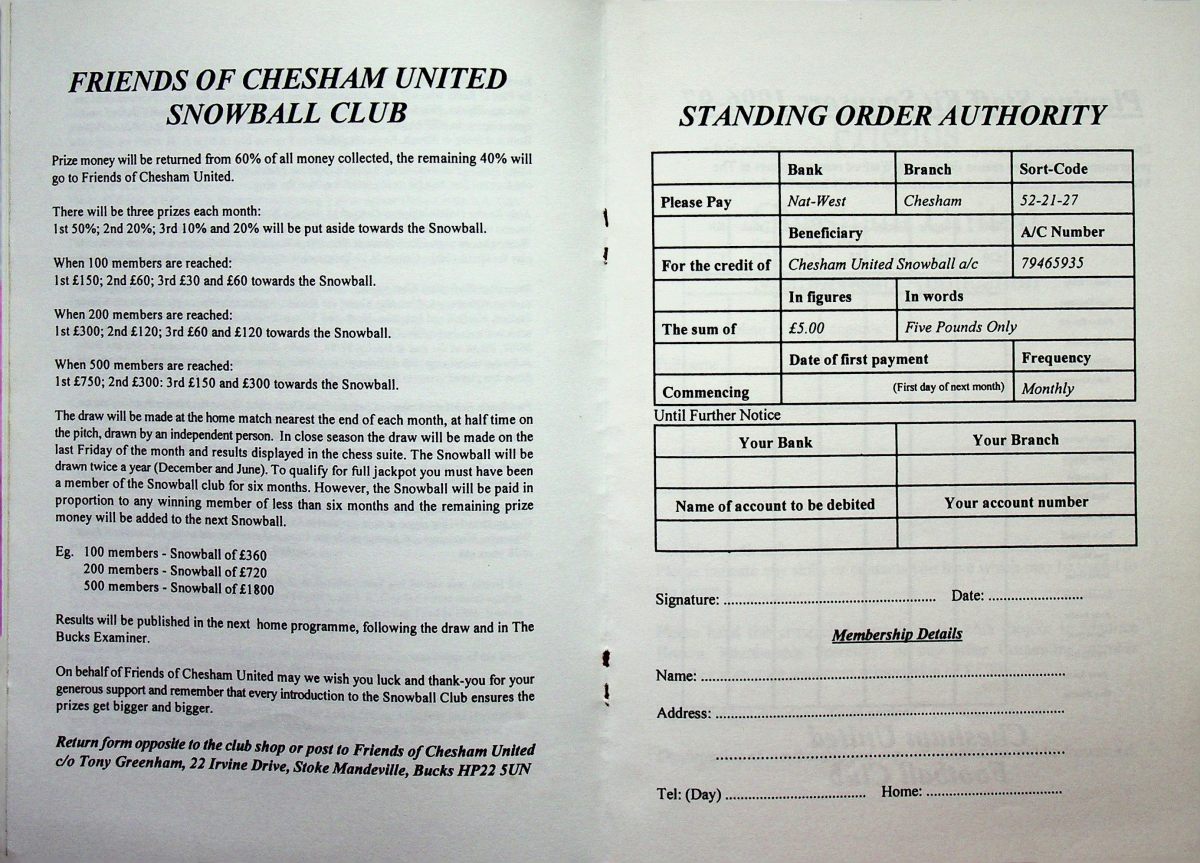 FRIENDS OF CHESHAM UNITED
SNOWBALL CLUB
Prize money will be returned from 60% of all money collected, the remaining 40% will
go to Friends of Chesham United.
There will be three prizes each month:
1st 50%; 2nd 20%; 3rd 10% and 20% will be put aside towards the Snowball.
When 100 members are reached:
1st £150; 2nd £60; 3rd £30 and £60 towards the Snowball.
When 200 members are reached:
1st £300; 2nd £120; 3rd £60 and £120 towards the Snowball.
When 500 members are reached:
1st £750; 2nd £300: 3rd £150 and £300 towards the Snowball.
The draw will be made at the home match nearest the end of each month, at half time on
the pitch, drawn by an independent person. In close season the draw will be made on the
last Friday of the month and results displayed in the chess suite. The Snowball will be
drawn twice a year (December and June). To qualify for full jackpot you must have been
a member of the Snowball club for six months. However, the Snowball will be paid in
proportion to any winning member of less than six months and the remaining prize
money will be added to the next Snowball.
Eg. 100 members - Snowball of £360
200 members - Snowball of £720
500 members - Snowball of £1800
Results will be published in the next home programme, following the draw and in The
Bucks Examiner.
On behalf of Friends of Chesham United may we wish you luck and thank-you for your
generous support and remember that every introduction to the Snowball Club ensures the
prizes get bigger and bigger.
Return form opposite to the club shop or post to Friends of Chesham United
c/o Tony Greenham, 22 Irvine Drive, Stoke Mandeville, Bucks HP22 5UN
STANDING ORDER AUTHORITY
Bank Branch Sort-Code
Please Pay Nat-West Chesham 52-21-27
Beneficiary A/C Number
For the credit of Chesham United Snowball a/c 79465935
In figures In words
The sum of £5.00 Five Pounds Only
Date of first payment Frequency
Commencing (First day of next month) Monthly
Until Further Notice
Your Bank Your Branch
Name of account to be debited Your account number
Signature: ........................................ Date: ........................
Membership Details
Name: ........................................
Address: ........................................
........................................
Tel: (Day) ........................ Home: ........................